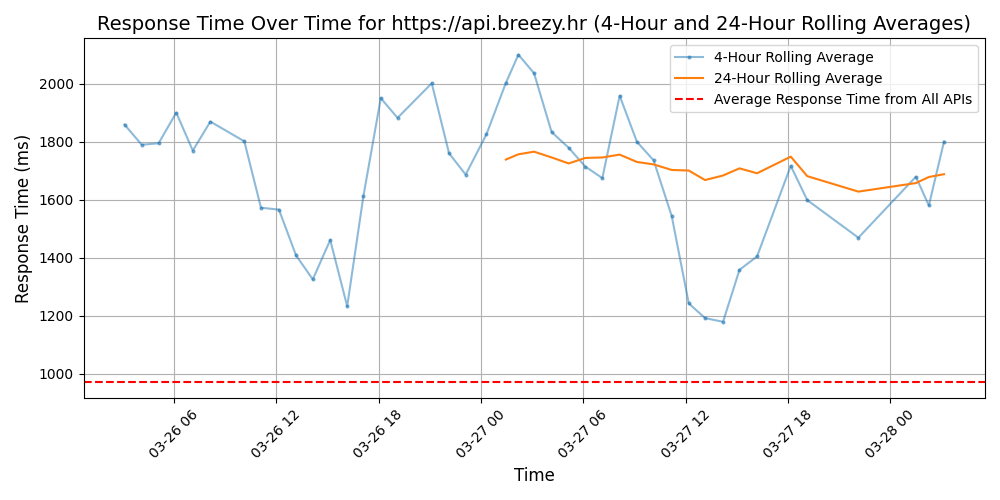 Response Time Over Time for https://api.breezy.hr (4-Hour and 24-Hour Rolling Averages)
4-Hour Rolling Average
24-Hour Rolling Average
Average Response Time from All APIs
Response Time (ms)
2000
1800
1600
1400
1200
1000
03-26 06
03-26 12
03-26 18
03-27 00
03-27 06
03-27 12
03-27 18
03-28 00
Time